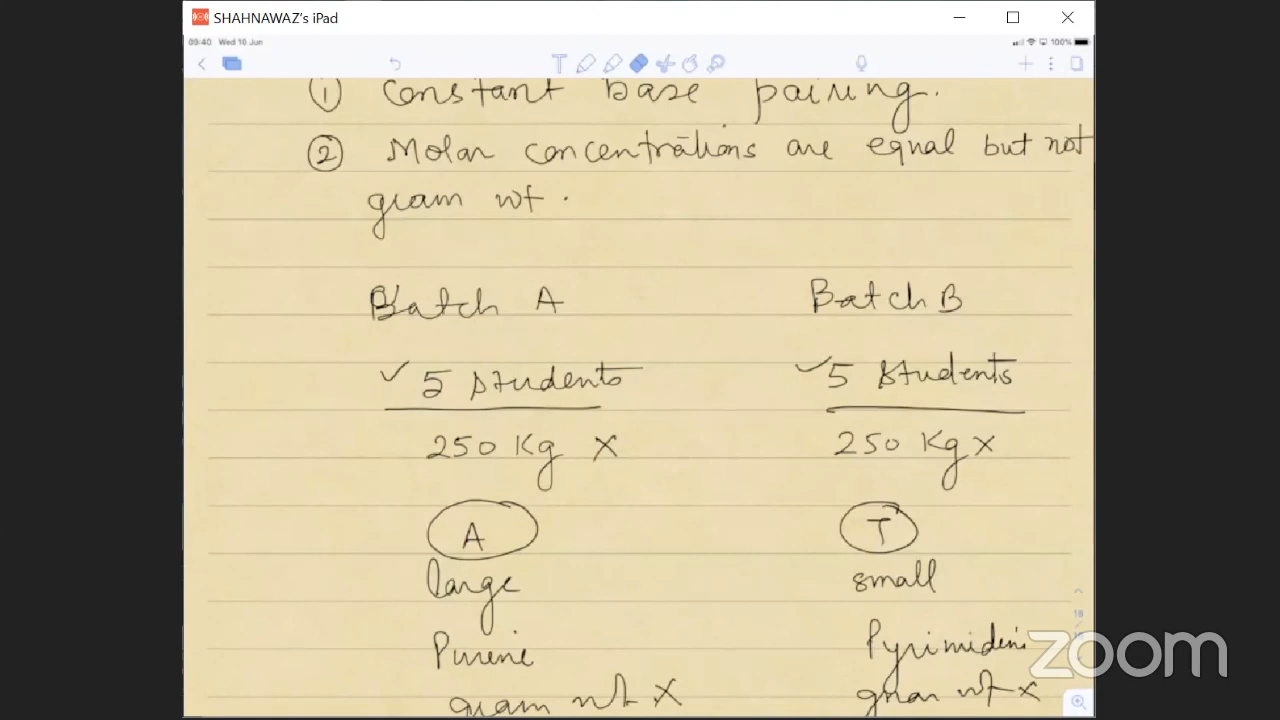 SHAHNAWAZ's iPad
09:40 Wed 10 Jun
100%
① Constant base pairing.
② Molar concentrations are equal but not
gram wt.
Batch A Batch B
✓ 5 students ✓ 5 students
250 Kg X 250 Kg X
A T
large small
Purine Pyrimidin
gram wt X gram wt x
18
zoom